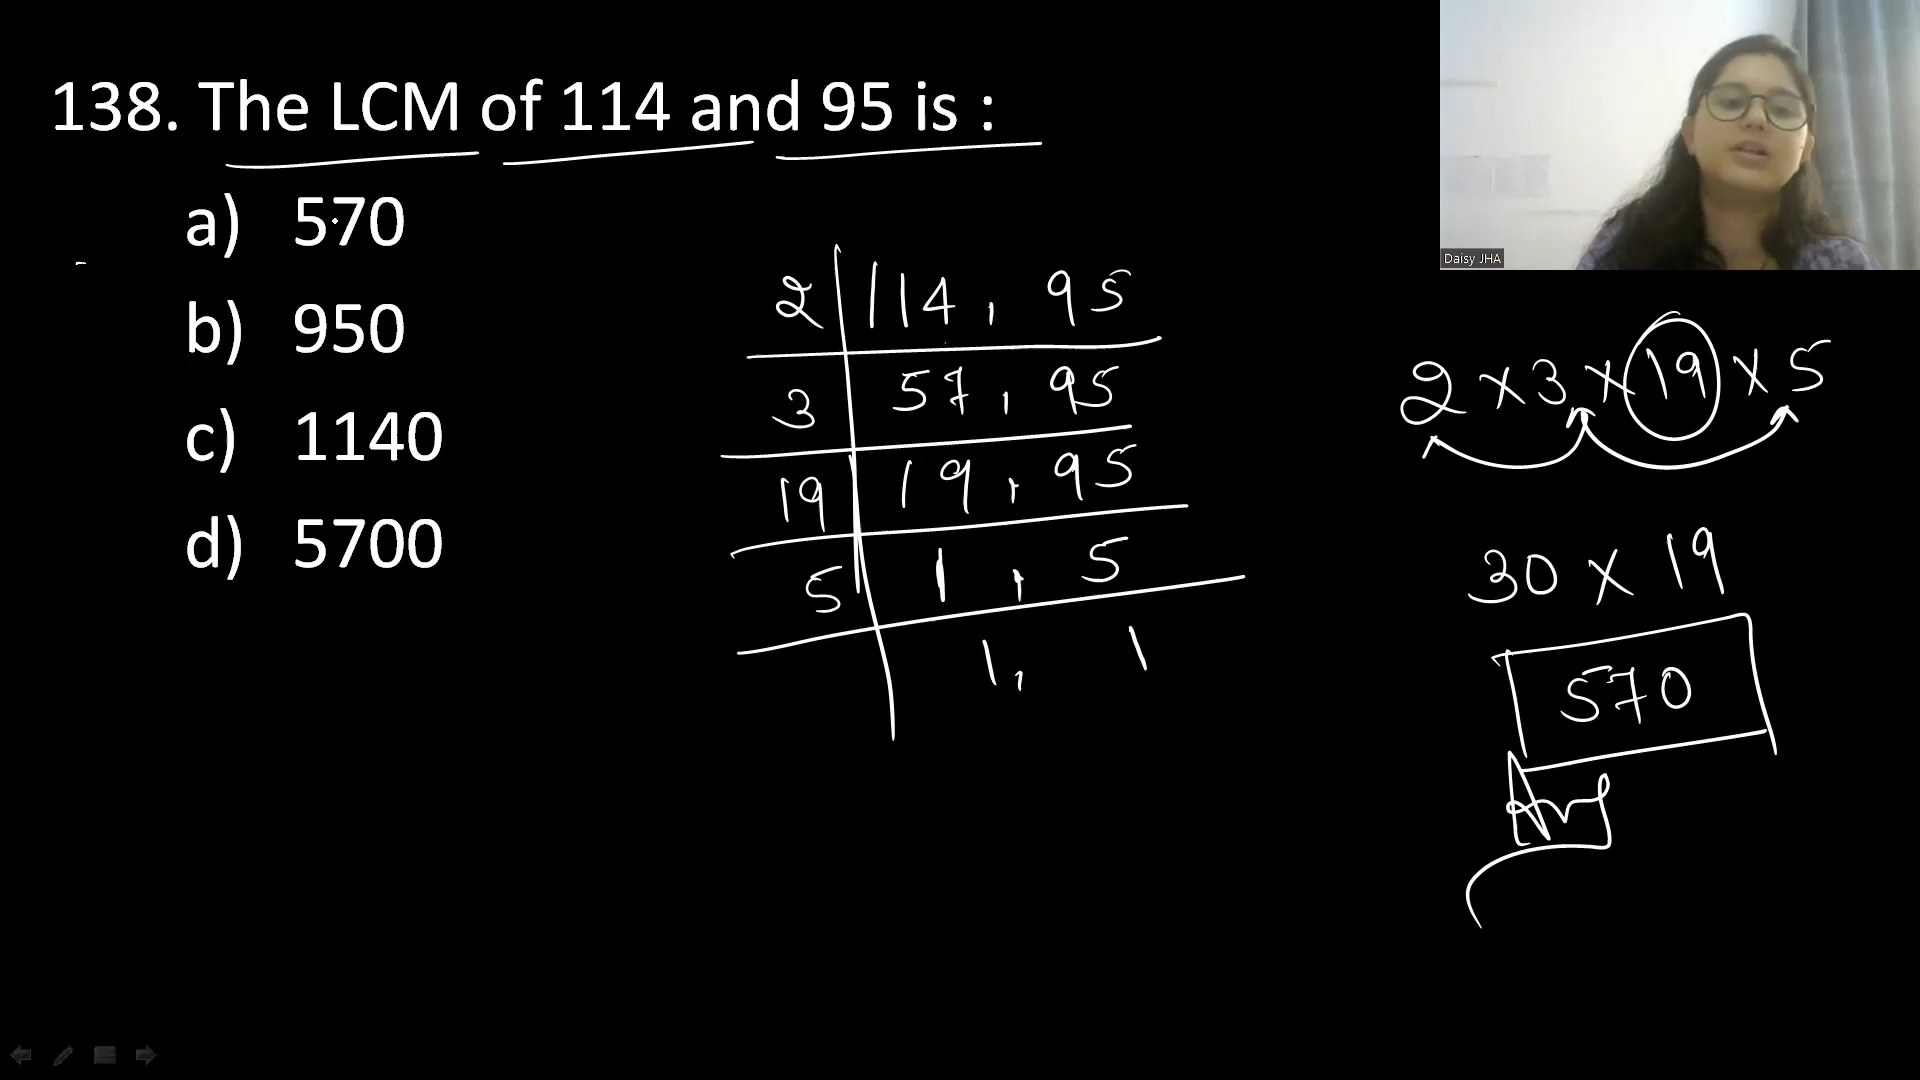 138. The LCM of 114 and 95 is :
a) 570
b) 950
c) 1140
d) 5700
2 114, 95
3 57, 95
19 19, 95
5 1, 5
1, 1
Daisy JHA
2 × 3 × 19 × 5
30 × 19
570
Ans